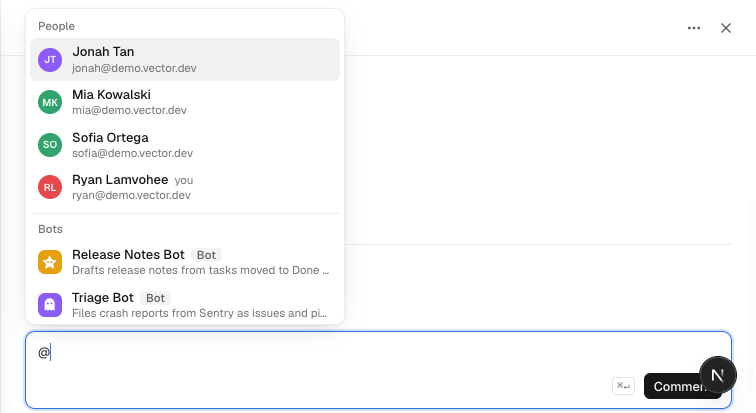 People
JT
Jonah Tan
jonah@demo.vector.dev
MK
Mia Kowalski
mia@demo.vector.dev
SO
Sofia Ortega
sofia@demo.vector.dev
RL
Ryan Lamvohee you
ryan@demo.vector.dev
Bots
Release Notes Bot Bot
Drafts release notes from tasks moved to Done ...
Triage Bot Bot
Files crash reports from Sentry as issues and pi...
@
⌘↵
Commen
N